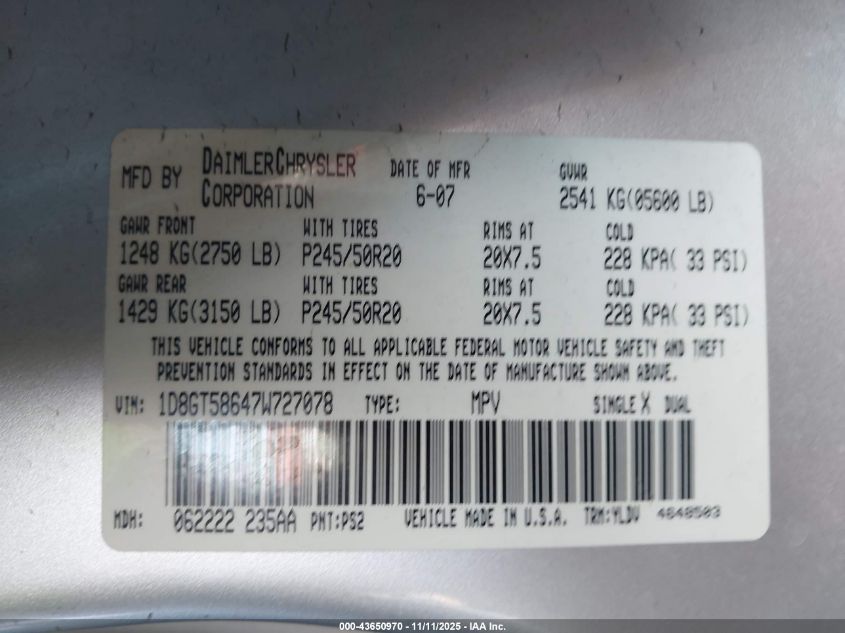 MFD BY DAIMLERCHRYSLER CORPORATION DATE OF MFR 6-07 GVWR 2541 KG(05600 LB)
GAWR FRONT WITH TIRES RIMS AT COLD
1248 KG(2750 LB) P245/50R20 20X7.5 228 KPA( 33 PSI)
GAWR REAR WITH TIRES RIMS AT COLD
1429 KG(3150 LB) P245/50R20 20X7.5 228 KPA( 33 PSI)
THIS VEHICLE CONFORMS TO ALL APPLICABLE FEDERAL MOTOR VEHICLE SAFETY AND THEFT
PREVENTION STANDARDS IN EFFECT ON THE DATE OF MANUFACTURE SHOWN ABOVE.
VIN: 1D8GT58647W727078 TYPE: MPV SINGLE X DUAL
MDH: 062222 235AA PNT:PS2 VEHICLE MADE IN U.S.A. TRM:YLDV 4648503
000-43650970 - 11/11/2025 - IAA Inc.